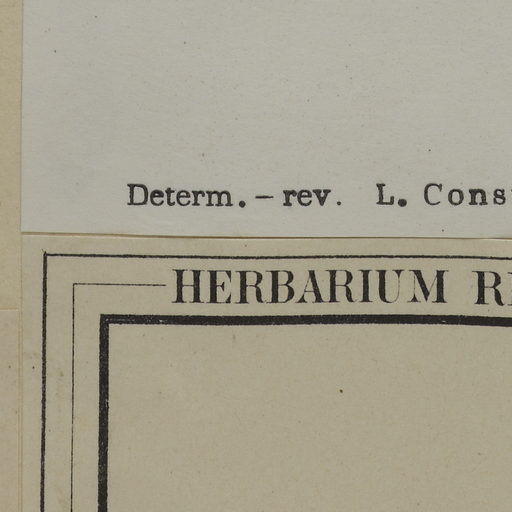 Determ. – rev. L. Cons
HERBARIUM R